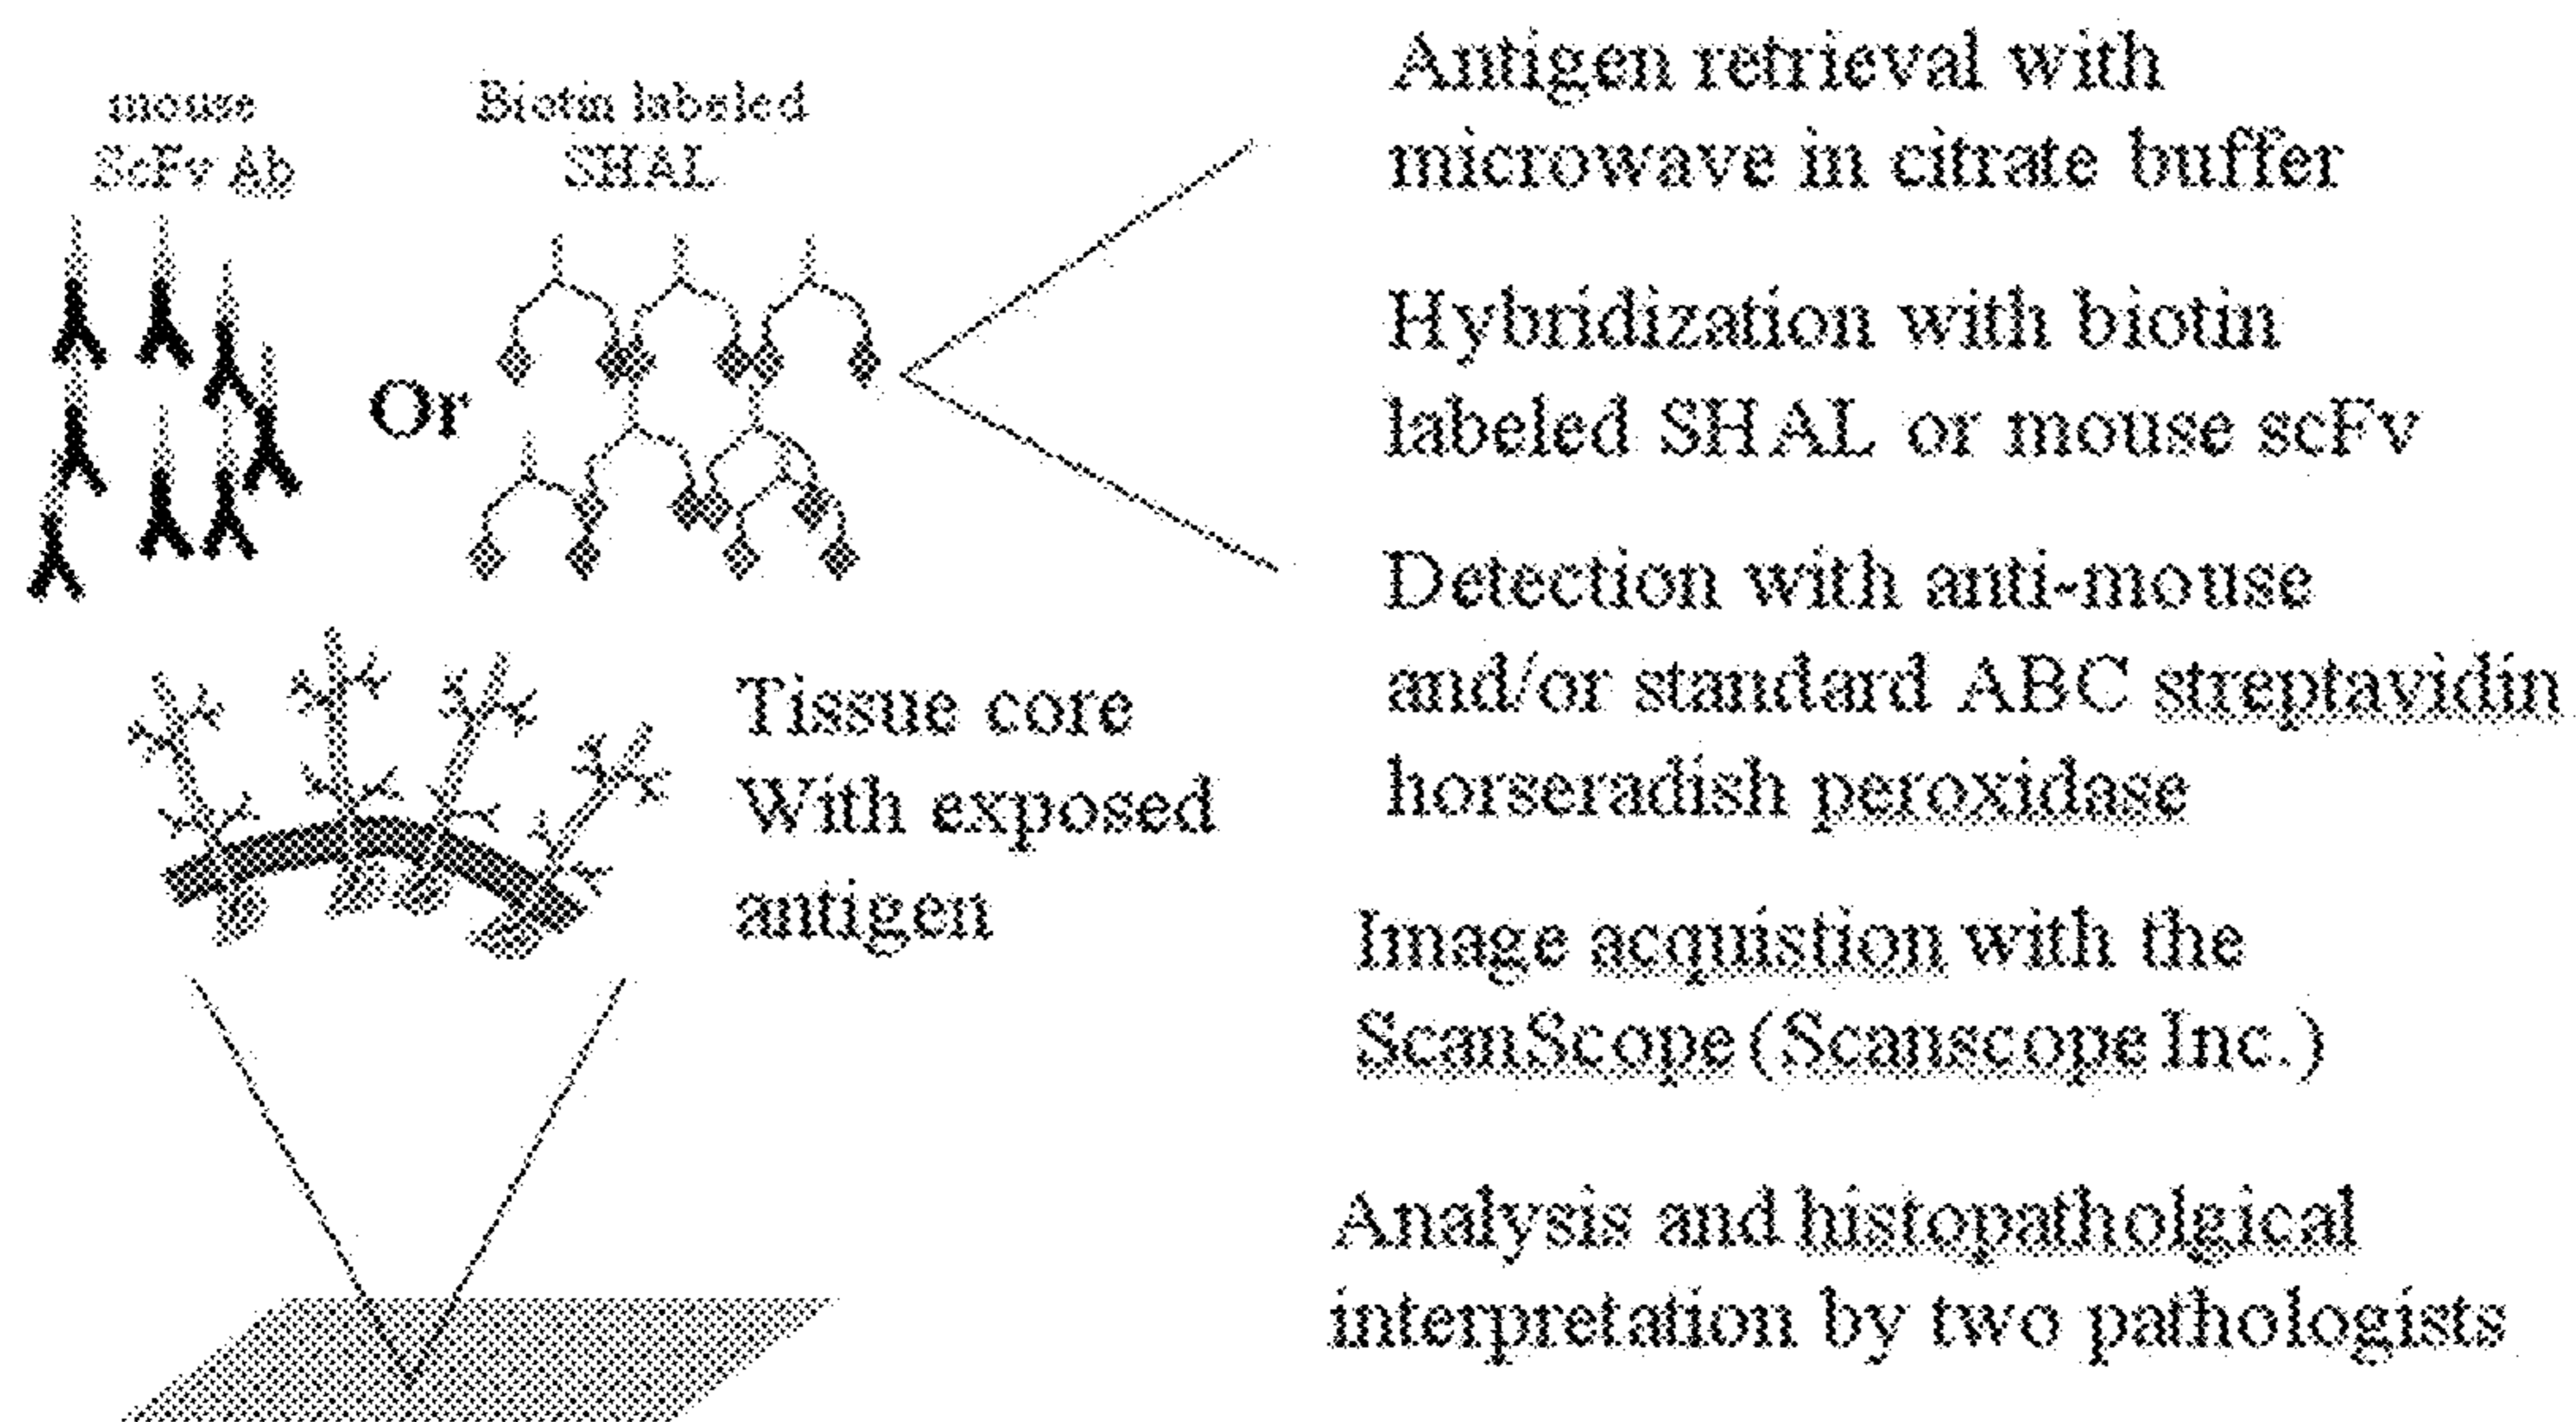 mouse
ScFv Ab
Biotin labeled
SHAL
Or
Tissue core
With exposed
antigen
Antigen retrieval with
microwave in citrate buffer
Hybridization with biotin
labeled SHAL or mouse scFv
Detection with anti-mouse
and/or standard ABC streptavidin
horseradish peroxidase
Image acquistion with the
ScanScope (Scanscope Inc.)
Analysis and histopatholgical
interpretation by two pathologists